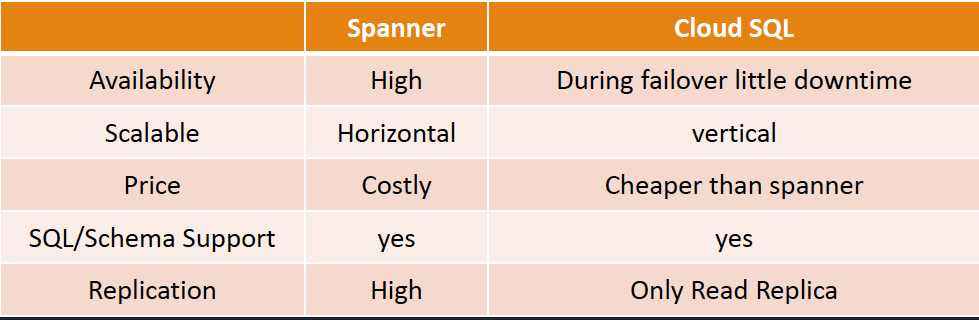 Spanner Cloud SQL
Availability High During failover little downtime
Scalable Horizontal vertical
Price Costly Cheaper than spanner
SQL/Schema Support yes yes
Replication High Only Read Replica